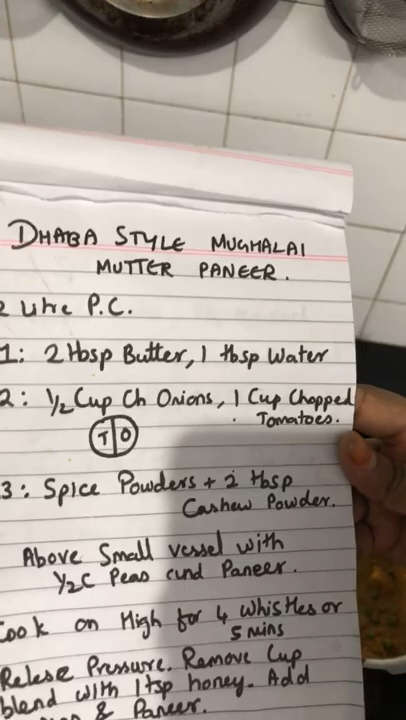 DHABA STYLE MUGHALAI
MUTTER PANEER.
2 litre P.C.
1: 2 Tbsp Butter, 1 tbsp Water
2: ½ Cup Ch Onions, 1 Cup Chopped
Tomatoes.
T O
3: Spice Powders + 2 Tbsp
Cashew Powder.
Above Small vessel with
½C Peas and Paneer.
Cook on High for 4 whistles or
5 mins
Relese Pressure. Remove Cup
blend with 1 tsp honey. Add
& Paneer.